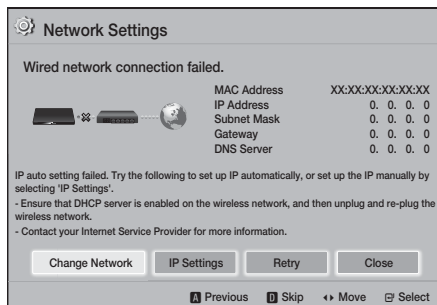 Network Settings
Wired network connection failed.
MAC Address XX:XX:XX:XX:XX:XX
IP Address 0. 0. 0. 0
Subnet Mask 0. 0. 0. 0
Gateway 0. 0. 0. 0
DNS Server 0. 0. 0. 0
IP auto setting failed. Try the following to set up IP automatically, or set up the IP manually by
selecting 'IP Settings'.
- Ensure that DHCP server is enabled on the wireless network, and then unplug and re-plug the
wireless network.
- Contact your Internet Service Provider for more information.
Change Network IP Settings Retry Close
A Previous D Skip Move Select